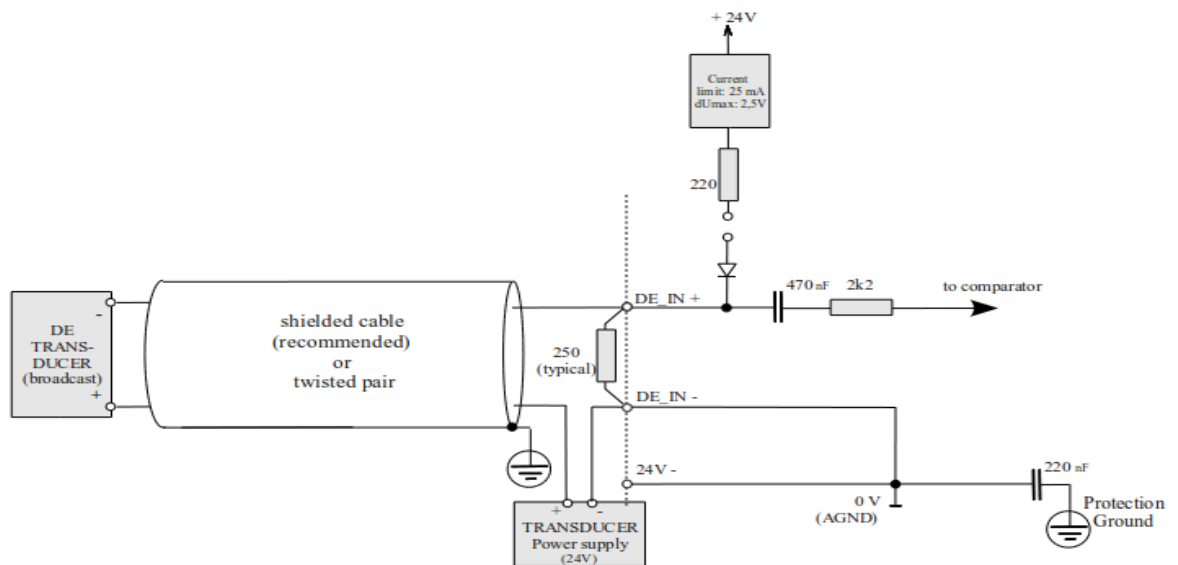 + 24V
Current
limit: 25 mA
dUmax: 2,5V
220
470 nF
2k2
to comparator
DE_IN +
-
DE
TRANS-
DUCER
(broadcast)
+
shielded cable
(recommended)
or
twisted pair
250
(typical)
DE_IN -
24V -
0 V
(AGND)
220 nF
Protection
Ground
+
-
TRANSDUCER
Power supply
(24V)